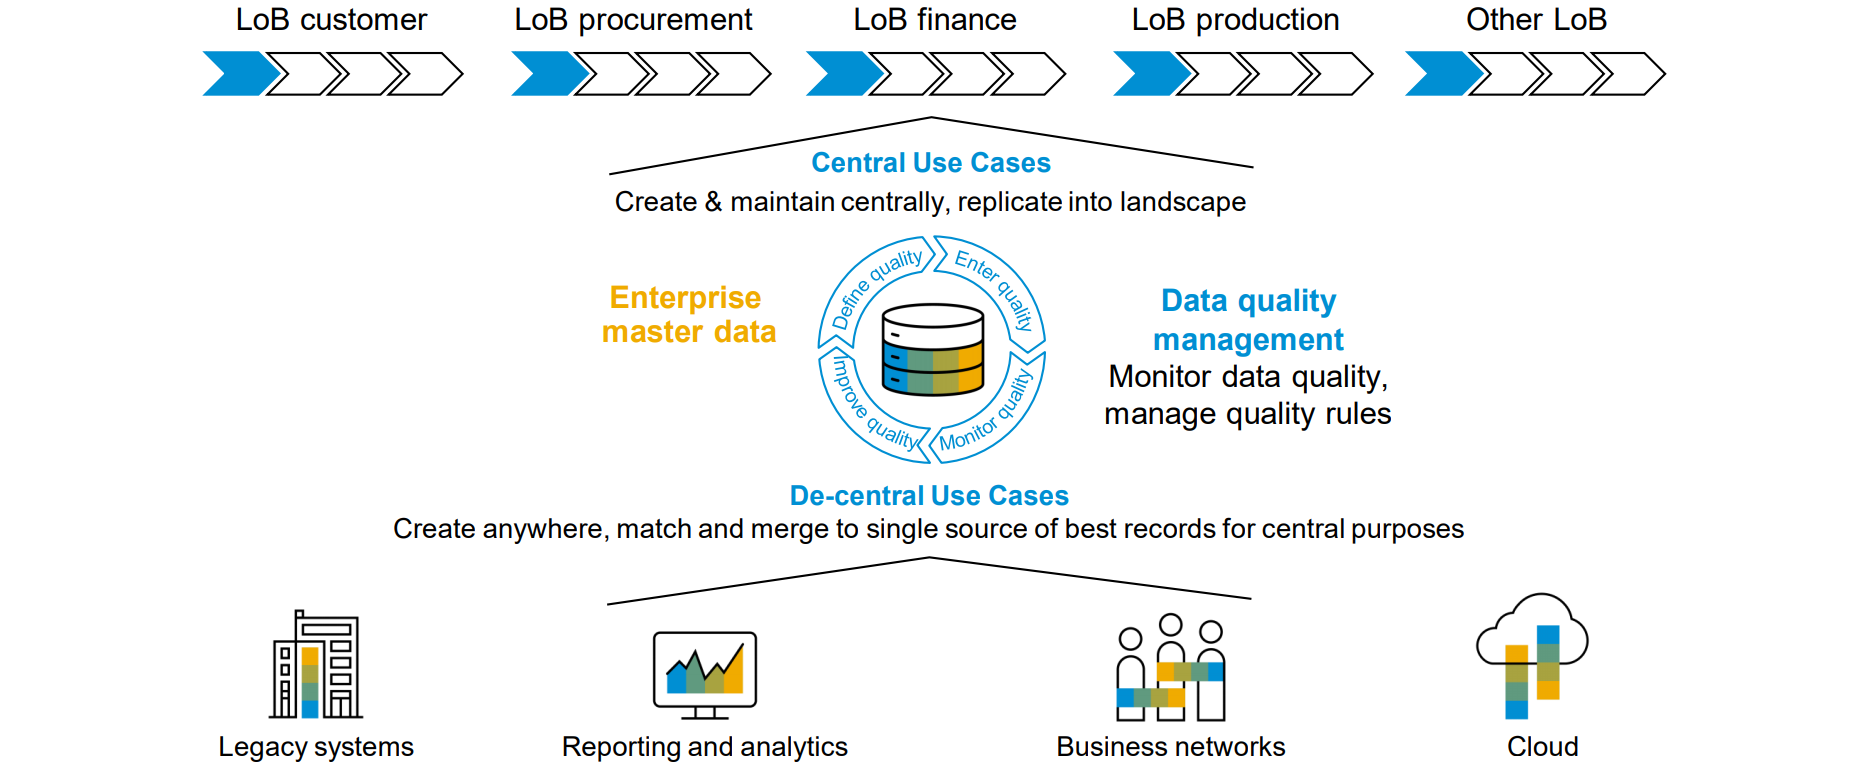 LoB customer
LoB procurement
LoB finance
LoB production
Other LoB
Central Use Cases
Create & maintain centrally, replicate into landscape
Enterprise
master data
Define quality
Enter quality
Improve quality
Monitor quality
Data quality
management
Monitor data quality,
manage quality rules
De-central Use Cases
Create anywhere, match and merge to single source of best records for central purposes
Legacy systems
Reporting and analytics
Business networks
Cloud